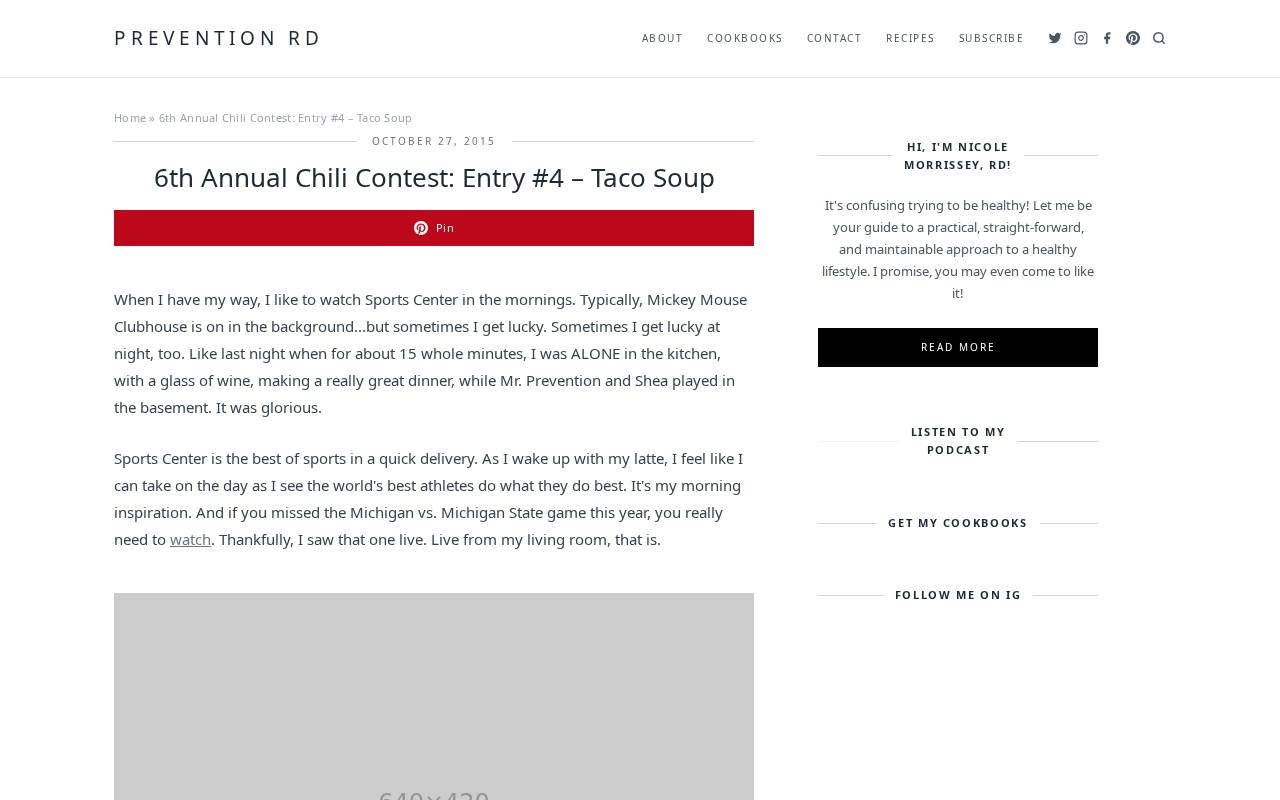 PREVENTION RD
ABOUT COOKBOOKS CONTACT RECIPES SUBSCRIBE
Home » 6th Annual Chili Contest: Entry #4 – Taco Soup
OCTOBER 27, 2015
6th Annual Chili Contest: Entry #4 – Taco Soup
Pin
When I have my way, I like to watch Sports Center in the mornings. Typically, Mickey Mouse
Clubhouse is on in the background...but sometimes I get lucky. Sometimes I get lucky at
night, too. Like last night when for about 15 whole minutes, I was ALONE in the kitchen,
with a glass of wine, making a really great dinner, while Mr. Prevention and Shea played in
the basement. It was glorious.
Sports Center is the best of sports in a quick delivery. As I wake up with my latte, I feel like I
can take on the day as I see the world's best athletes do what they do best. It's my morning
inspiration. And if you missed the Michigan vs. Michigan State game this year, you really
need to watch. Thankfully, I saw that one live. Live from my living room, that is.
640×420
HI, I'M NICOLE
MORRISSEY, RD!
It's confusing trying to be healthy! Let me be
your guide to a practical, straight-forward,
and maintainable approach to a healthy
lifestyle. I promise, you may even come to like
it!
READ MORE
LISTEN TO MY
PODCAST
GET MY COOKBOOKS
FOLLOW ME ON IG